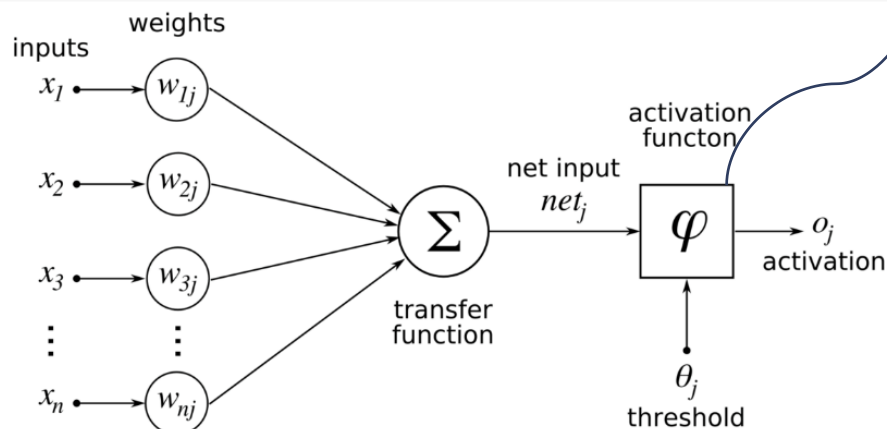 weights
inputs
x1
w1j
activation
functon
x2
w2j
net input
netj
Σ
φ
oj
activation
x3
w3j
transfer
function
⋮
⋮
xn
wnj
θj
threshold